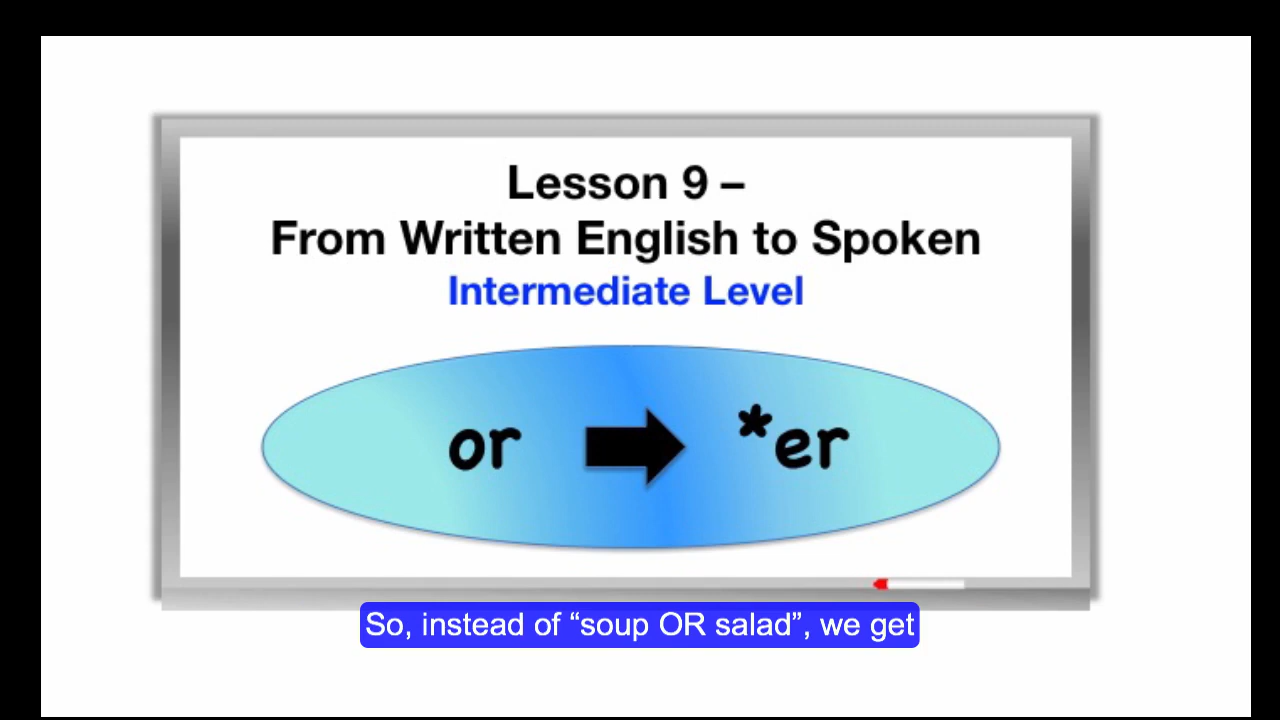 Lesson 9 –
From Written English to Spoken
Intermediate Level
or *er
So, instead of “soup OR salad”, we get